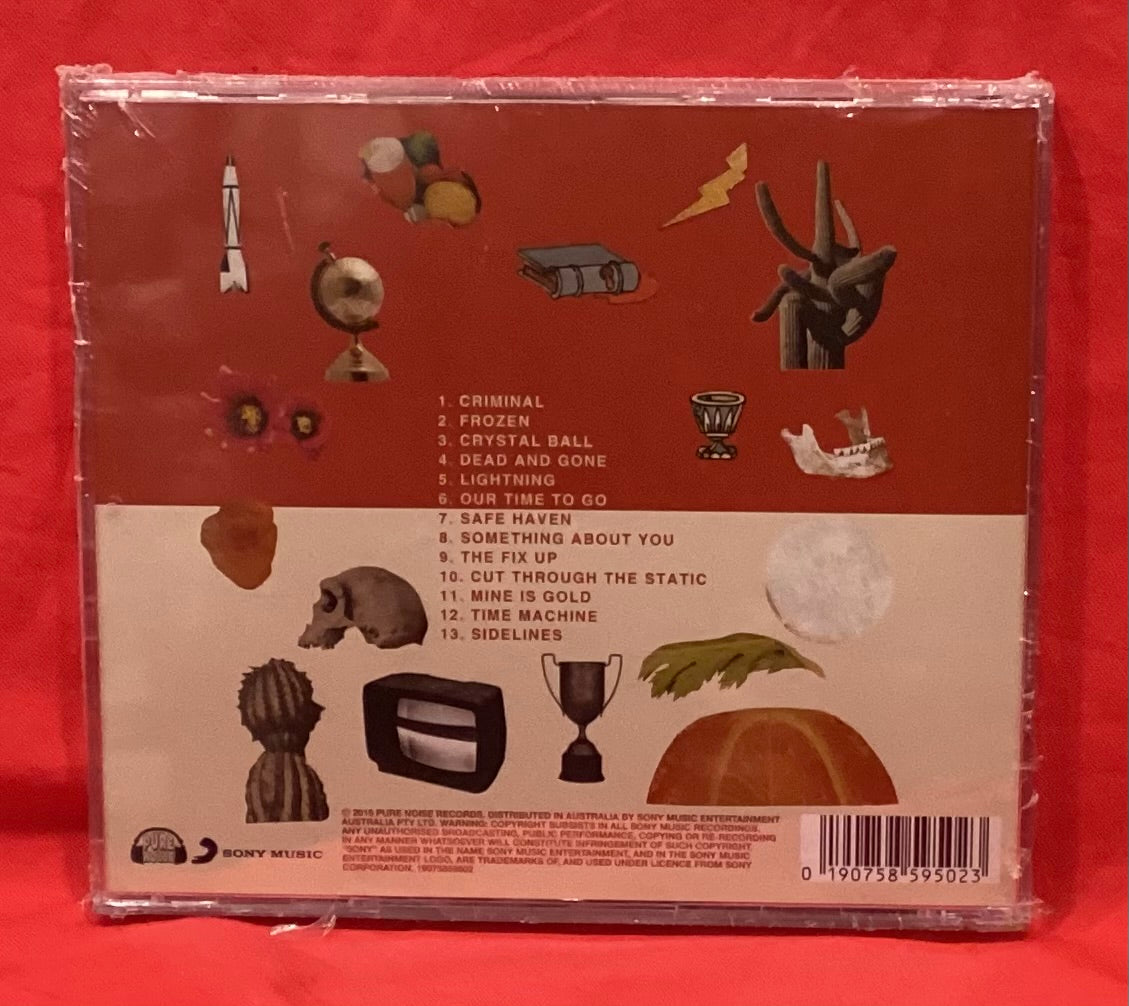 1. CRIMINAL
2. FROZEN
3. CRYSTAL BALL
4. DEAD AND GONE
5. LIGHTNING
6. OUR TIME TO GO
7. SAFE HAVEN
8. SOMETHING ABOUT YOU
9. THE FIX UP
10. CUT THROUGH THE STATIC
11. MINE IS GOLD
12. TIME MACHINE
13. SIDELINES
PURE NOISE
SONY MUSIC
PURE NOISE RECORDS. DISTRIBUTED IN AUSTRALIA BY SONY MUSIC ENTERTAINMENT
AUSTRALIA PTY LTD. WARNING: COPYRIGHT SUBSISTS IN ALL SONY MUSIC RECORDINGS.
ANY UNAUTHORISED BROADCASTING, PUBLIC PERFORMANCE, COPYING OR RE-RECORDING
IN ANY MANNER WHATSOEVER WILL CONSTITUTE INFRINGEMENT OF SUCH COPYRIGHT
"SONY" AS USED IN THE NAME SONY MUSIC ENTERTAINMENT, AND IN THE SONY MUSIC
ENTERTAINMENT LOGO, ARE TRADEMARKS OF, AND USED UNDER LICENCE FROM SONY
CORPORATION. 19075859502
0 190758 595023